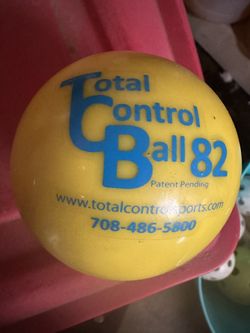 Total
Control
Ball 82
Patent Pending
www.totalcontrolsports.com
708-486-5800